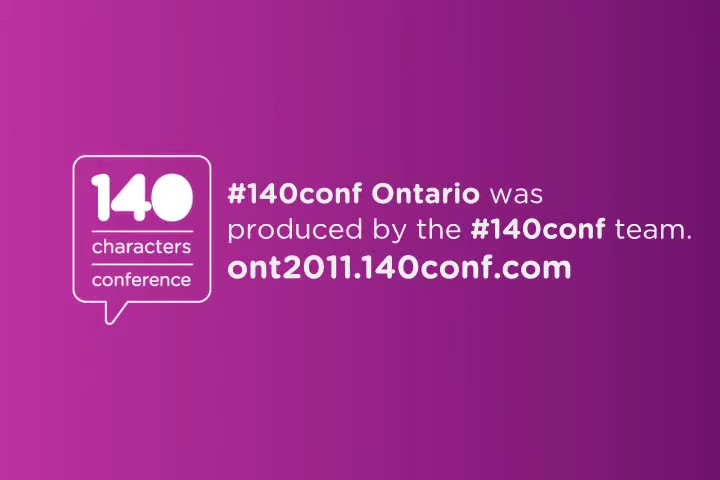 140
characters
conference
#140conf Ontario was
produced by the #140conf team.
ont2011.140conf.com